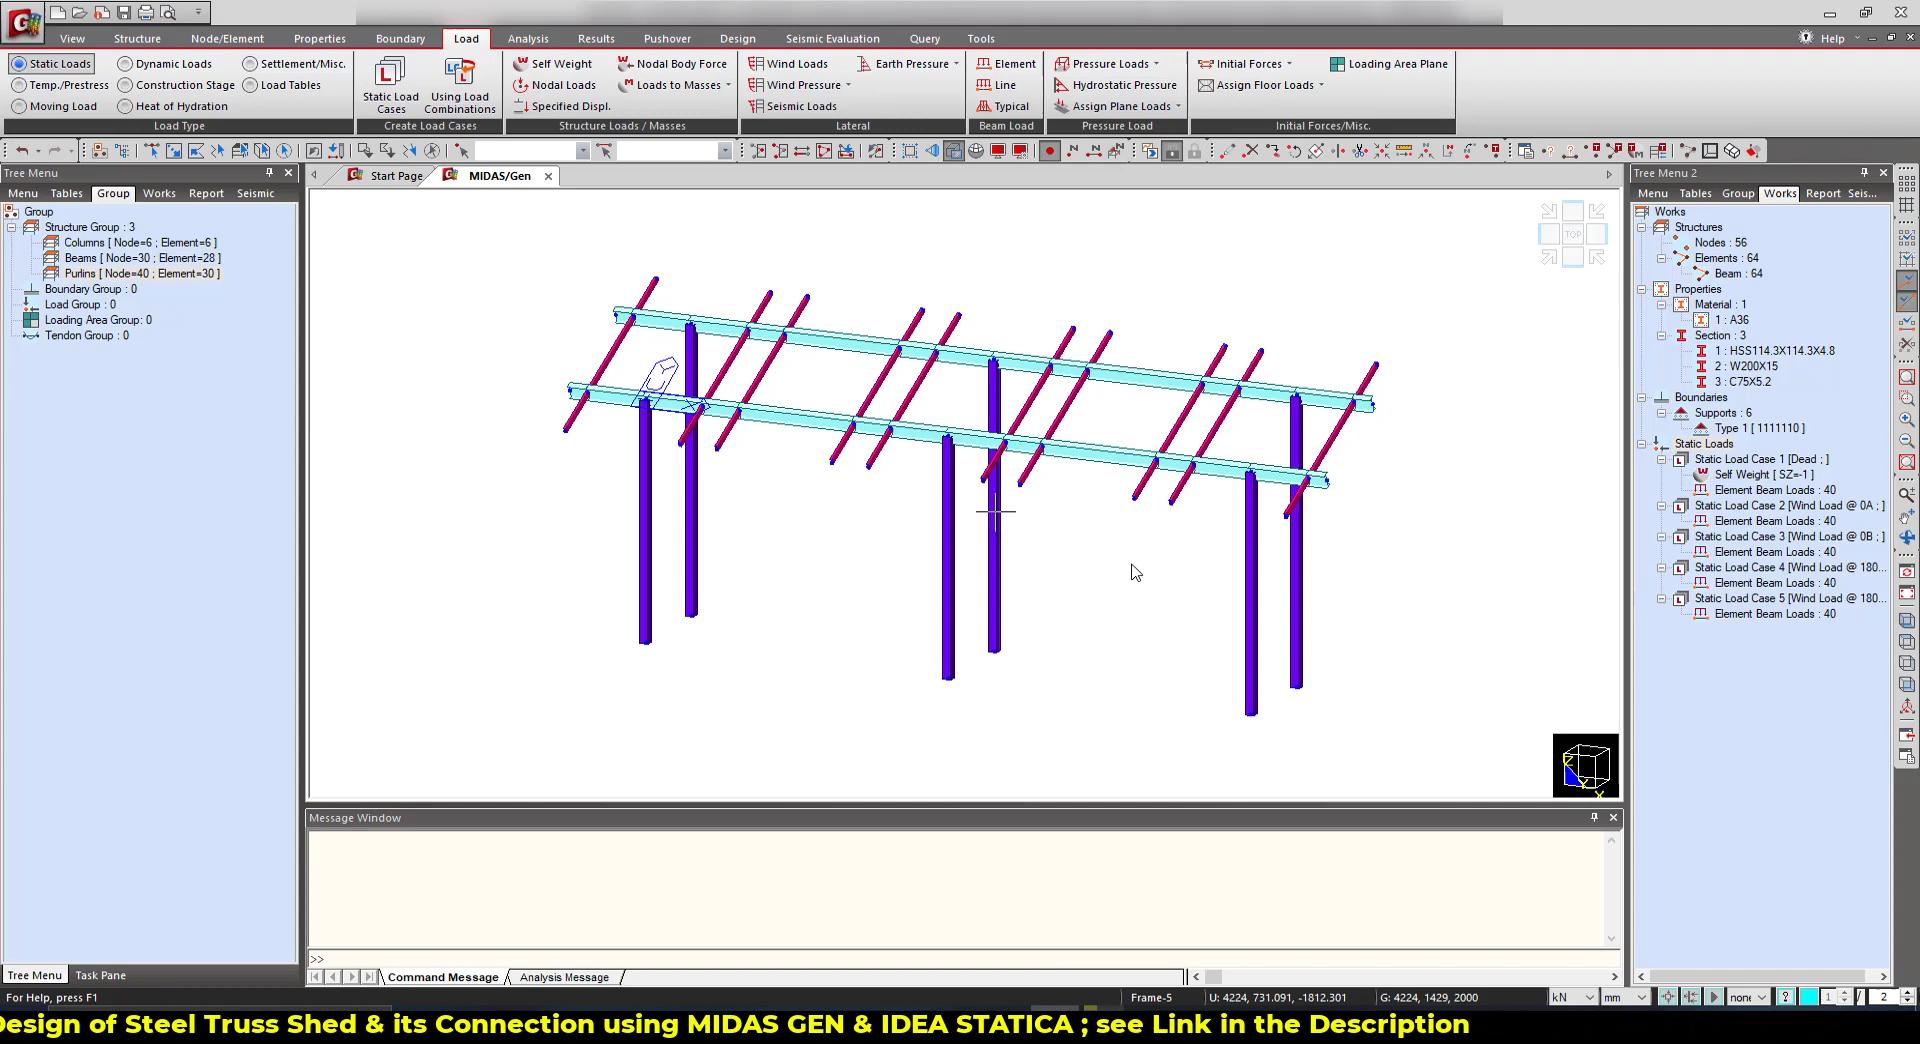 View Structure Node/Element Properties Boundary Load Analysis Results Pushover Design Seismic Evaluation Query Tools Help
Static Loads Dynamic Loads Settlement/Misc.
Temp./Prestress Construction Stage Load Tables
Moving Load Heat of Hydration
Load Type
Static Load Cases
Using Load Combinations
Create Load Cases
Self Weight Nodal Body Force
Nodal Loads Loads to Masses
Specified Displ.
Structure Loads / Masses
Wind Loads Earth Pressure
Wind Pressure
Seismic Loads
Lateral
Element
Line
Typical
Beam Load
Pressure Loads
Hydrostatic Pressure
Assign Plane Loads
Pressure Load
Initial Forces Loading Area Plane
Assign Floor Loads
Initial Forces/Misc.
Tree Menu
Menu Tables Group Works Report Seismic
Group
Structure Group : 3
Columns [ Node=6 ; Element=6 ]
Beams [ Node=30 ; Element=28 ]
Purlins [ Node=40 ; Element=30 ]
Boundary Group : 0
Load Group : 0
Loading Area Group: 0
Tendon Group : 0
Tree Menu Task Pane
Start Page MIDAS/Gen
TOP
Z
Y
X
Message Window
>>
Command Message Analysis Message
Tree Menu 2
Menu Tables Group Works Report Seis...
Works
Structures
Nodes : 56
Elements : 64
Beam : 64
Properties
Material : 1
1 : A36
Section : 3
1 : HSS114.3X114.3X4.8
2 : W200X15
3 : C75X5.2
Boundaries
Supports : 6
Type 1 [ 1111110 ]
Static Loads
Static Load Case 1 [Dead ; ]
Self Weight [ SZ=-1 ]
Element Beam Loads : 40
Static Load Case 2 [Wind Load @ 0A ; ]
Element Beam Loads : 40
Static Load Case 3 [Wind Load @ 0B ; ]
Element Beam Loads : 40
Static Load Case 4 [Wind Load @ 180...
Element Beam Loads : 40
Static Load Case 5 [Wind Load @ 180...
Element Beam Loads : 40
For Help, press F1 Frame-5 U: 4224, 731.091, -1812.301 G: 4224, 1429, 2000 kN mm none 1 / 2
Design of Steel Truss Shed & its Connection using MIDAS GEN & IDEA STATICA ; see Link in the Description